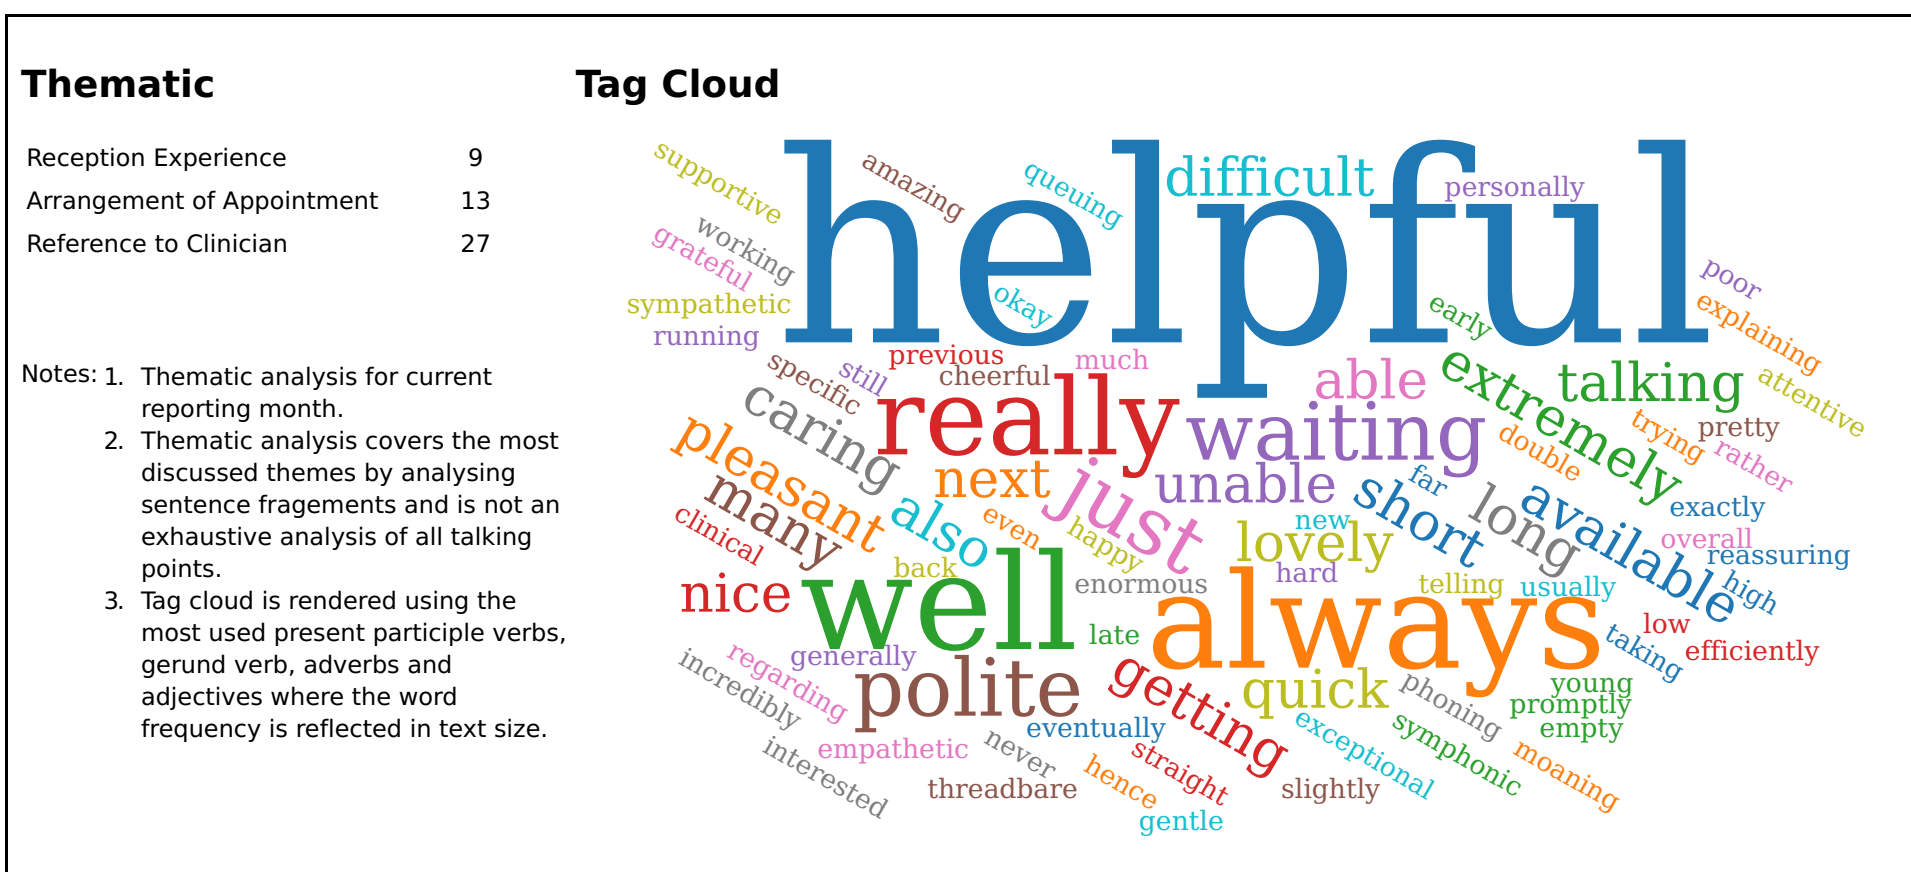 Thematic
Reception Experience 9
Arrangement of Appointment 13
Reference to Clinician 27
Notes: 1. Thematic analysis for current
reporting month.
2. Thematic analysis covers the most
discussed themes by analysing
sentence fragements and is not an
exhaustive analysis of all talking
points.
3. Tag cloud is rendered using the
most used present participle verbs,
gerund verb, adverbs and
adjectives where the word
frequency is reflected in text size.
Tag Cloud
supportive
amazing
queuing
difficult
personally
helpful
working
grateful
sympathetic
running
okay
early
poor
explaining
previous
much
specific
still
cheerful
able
extremely
talking
attentive
caring
really
waiting
double
trying
pretty
rather
pleasant
many
next
just
unable
far
short
long
available
exactly
clinical
also
even
happy
new
lovely
overall
reassuring
back
enormous
hard
telling
usually
high
nice
well
late
always
low
taking
efficiently
generally
regarding
incredibly
polite
getting
quick
phoning
young
promptly
empty
eventually
exceptional
symphonic
moaning
empathetic
interested
never
threadbare
hence
straight
slightly
gentle